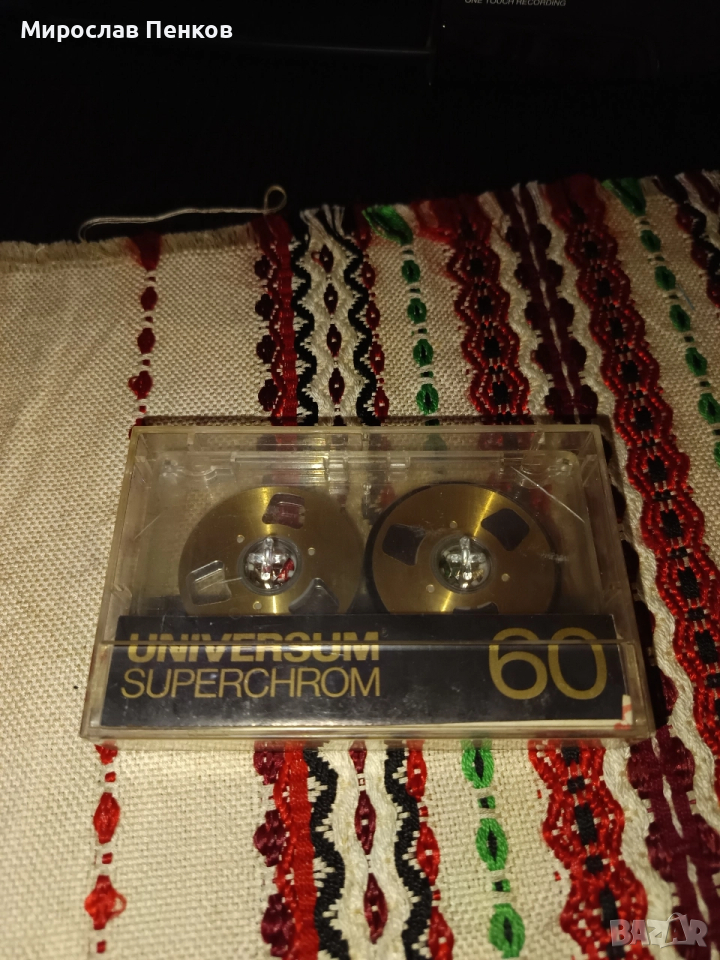 ONE TOUCH RECORDING
Мирослав Пенков
UNIVERSUM
SUPERCHROM
60
BAZAR